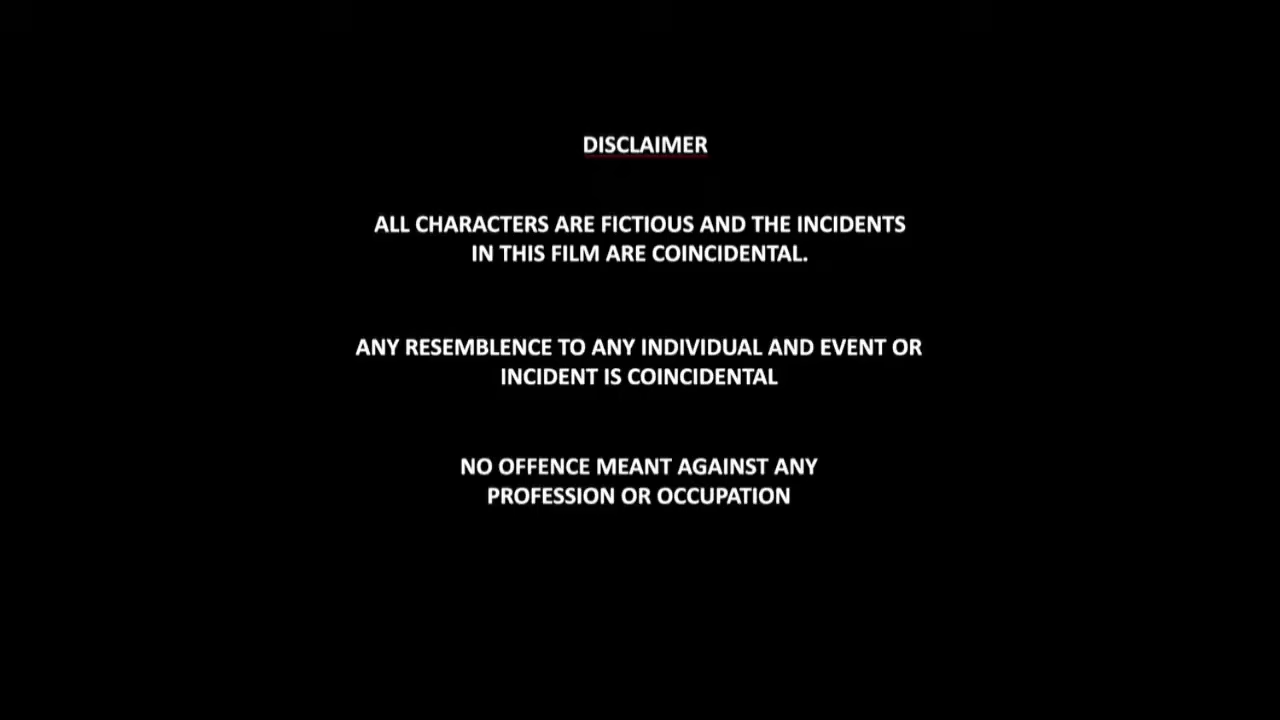 DISCLAIMER
ALL CHARACTERS ARE FICTIOUS AND THE INCIDENTS
IN THIS FILM ARE COINCIDENTAL.
ANY RESEMBLENCE TO ANY INDIVIDUAL AND EVENT OR
INCIDENT IS COINCIDENTAL
NO OFFENCE MEANT AGAINST ANY
PROFESSION OR OCCUPATION